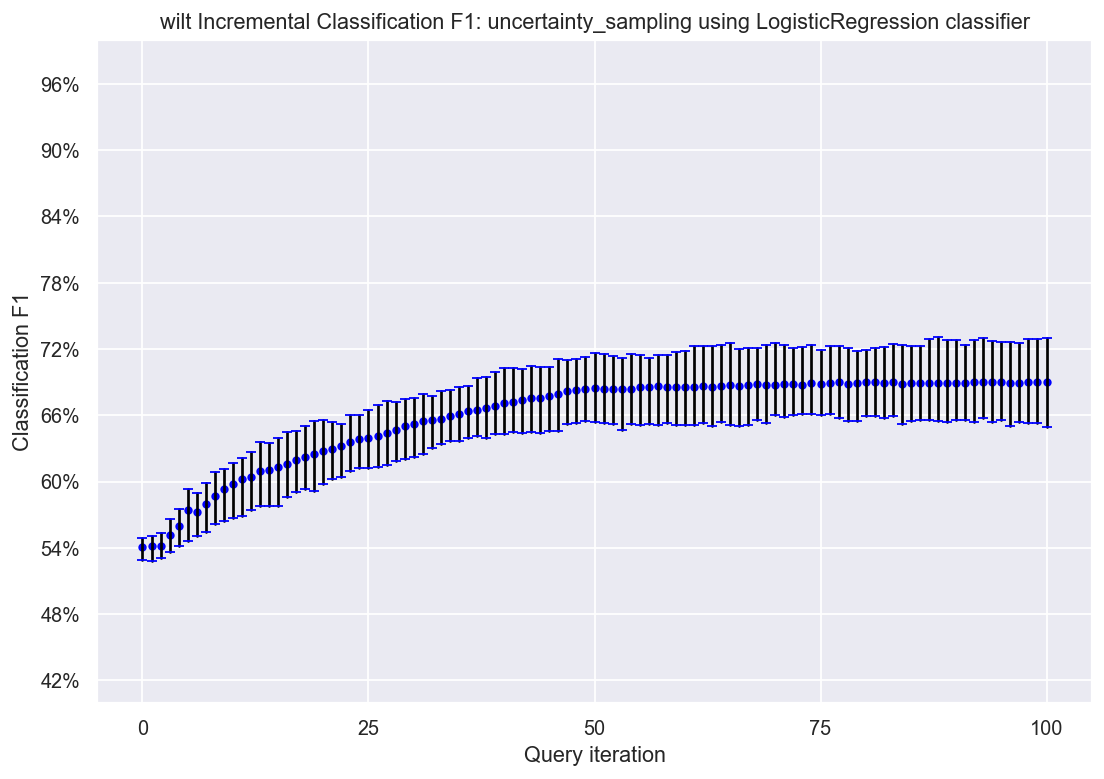 wilt Incremental Classification F1: uncertainty_sampling using LogisticRegression classifier
96%
90%
84%
78%
72%
66%
60%
54%
48%
42%
Classification F1
0 25 50 75 100
Query iteration